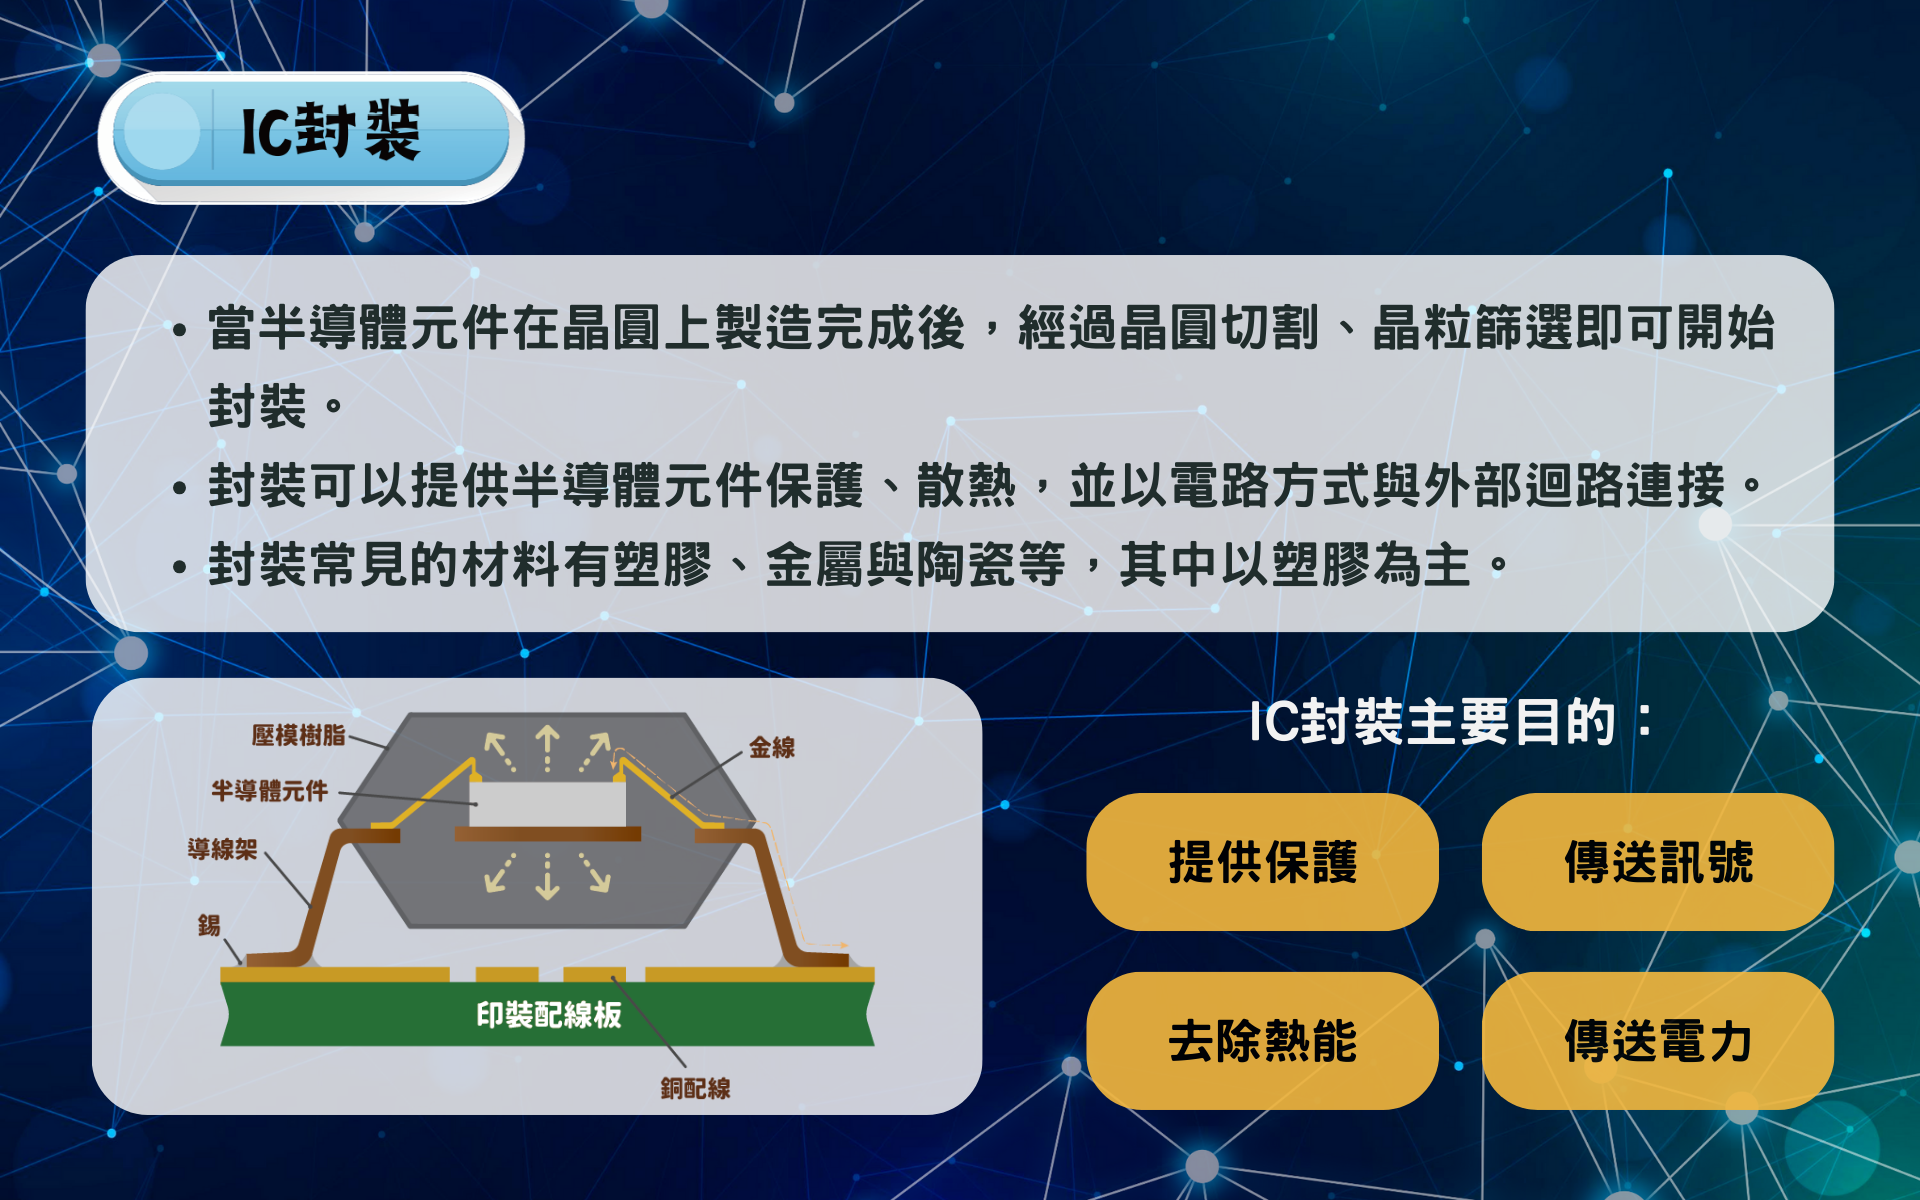 IC封裝
• 當半導體元件在晶圓上製造完成後，經過晶圓切割、晶粒篩選即可開始
封裝。
• 封裝可以提供半導體元件保護、散熱，並以電路方式與外部迴路連接。
• 封裝常見的材料有塑膠、金屬與陶瓷等，其中以塑膠為主。
壓模樹脂
金線
半導體元件
導線架
錫
印裝配線板
銅配線
IC封裝主要目的：
提供保護
傳送訊號
去除熱能
傳送電力